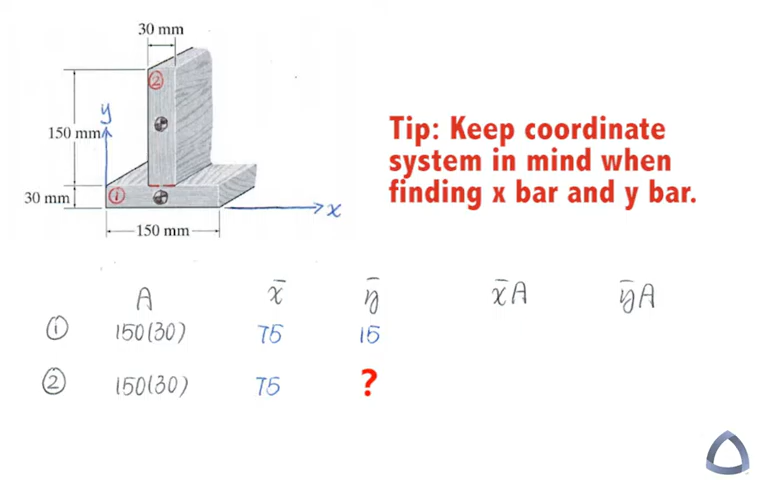 30 mm
②
y
150 mm
30 mm
①
x
150 mm
Tip: Keep coordinate
system in mind when
finding x bar and y bar.
A x̄ ȳ x̄A ȳA
① 150(30) 75 15
② 150(30) 75 ?